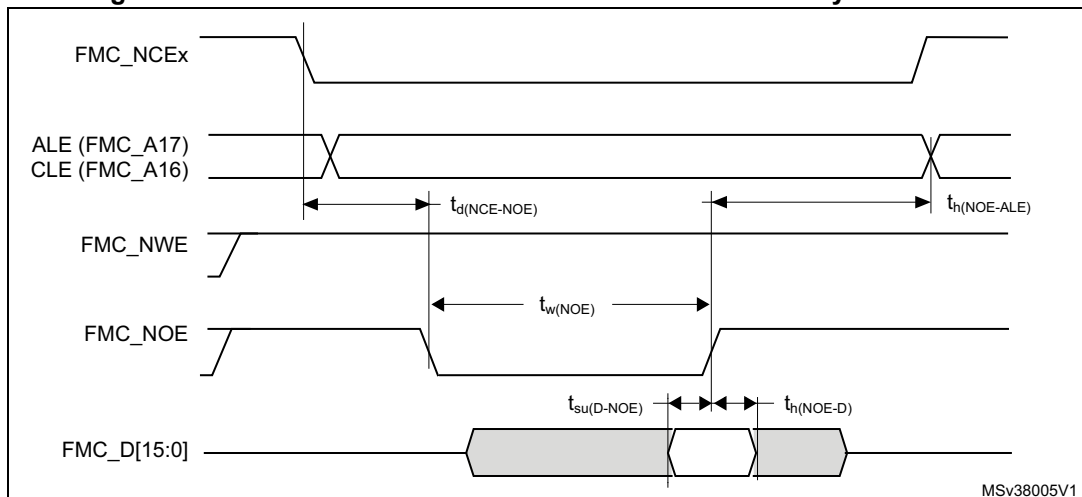 FMC_NCEx
ALE (FMC_A17)
CLE (FMC_A16)
td(NCE-NOE)
th(NOE-ALE)
FMC_NWE
tw(NOE)
FMC_NOE
tsu(D-NOE)
th(NOE-D)
FMC_D[15:0]
MSv38005V1